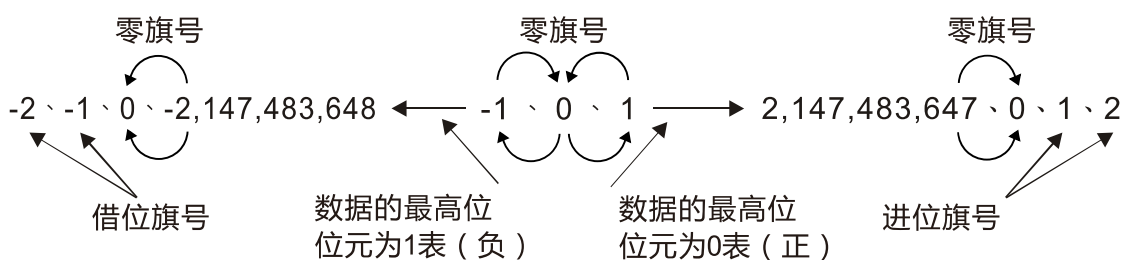 零旗号 零旗号 零旗号
-2、-1、0、-2,147,483,648 -1、0、1 2,147,483,647、0、1、2
借位旗号
数据的最高位
位元为1表（负）
数据的最高位
位元为0表（正）
进位旗号